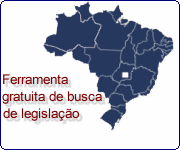 Ferramenta
gratuita de busca
de legislação